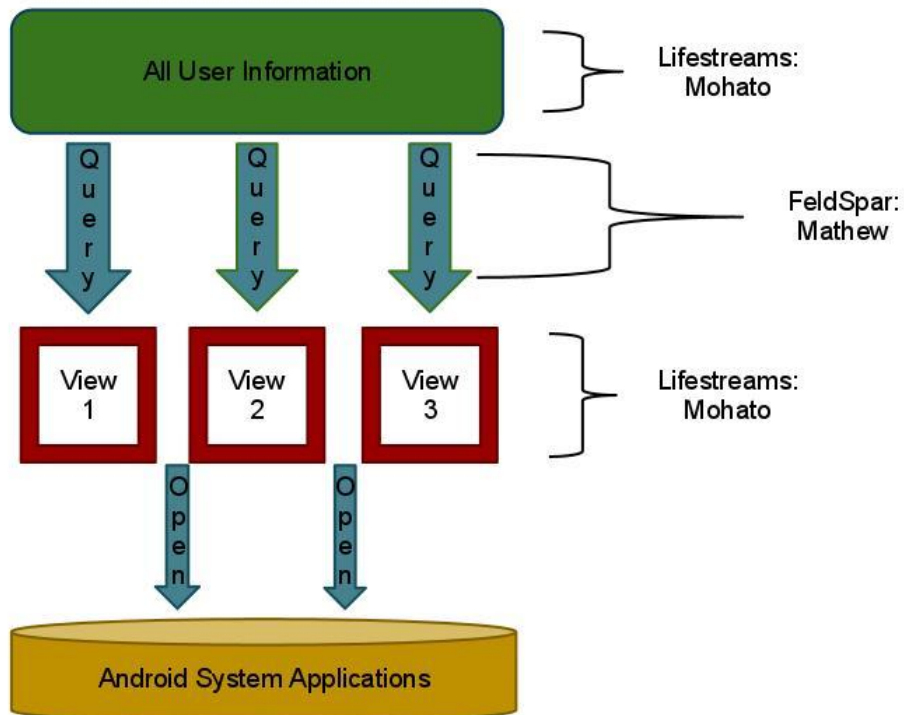 All User Information
Lifestreams:
Mohato
Query
Query
Query
FeldSpar:
Mathew
View
1
View
2
View
3
Lifestreams:
Mohato
Open
Open
Android System Applications